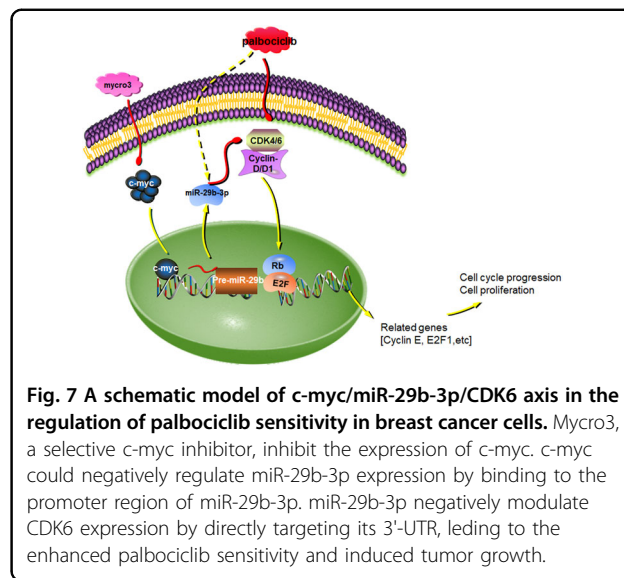 palbociclib
mycro3
CDK4/6
Cyclin-
D/D1
c-myc
miR-29b-3p
c-myc
Pre-miR-29b
Rb
E2F
Cell cycle progression
Cell proliferation
Related genes
[Cyclin E, E2F1,etc]
Fig. 7 A schematic model of c-myc/miR-29b-3p/CDK6 axis in the
regulation of palbociclib sensitivity in breast cancer cells. Mycro3,
a selective c-myc inhibitor, inhibit the expression of c-myc. c-myc
could negatively regulate miR-29b-3p expression by binding to the
promoter region of miR-29b-3p. miR-29b-3p negatively modulate
CDK6 expression by directly targeting its 3'-UTR, leding to the
enhanced palbociclib sensitivity and induced tumor growth.